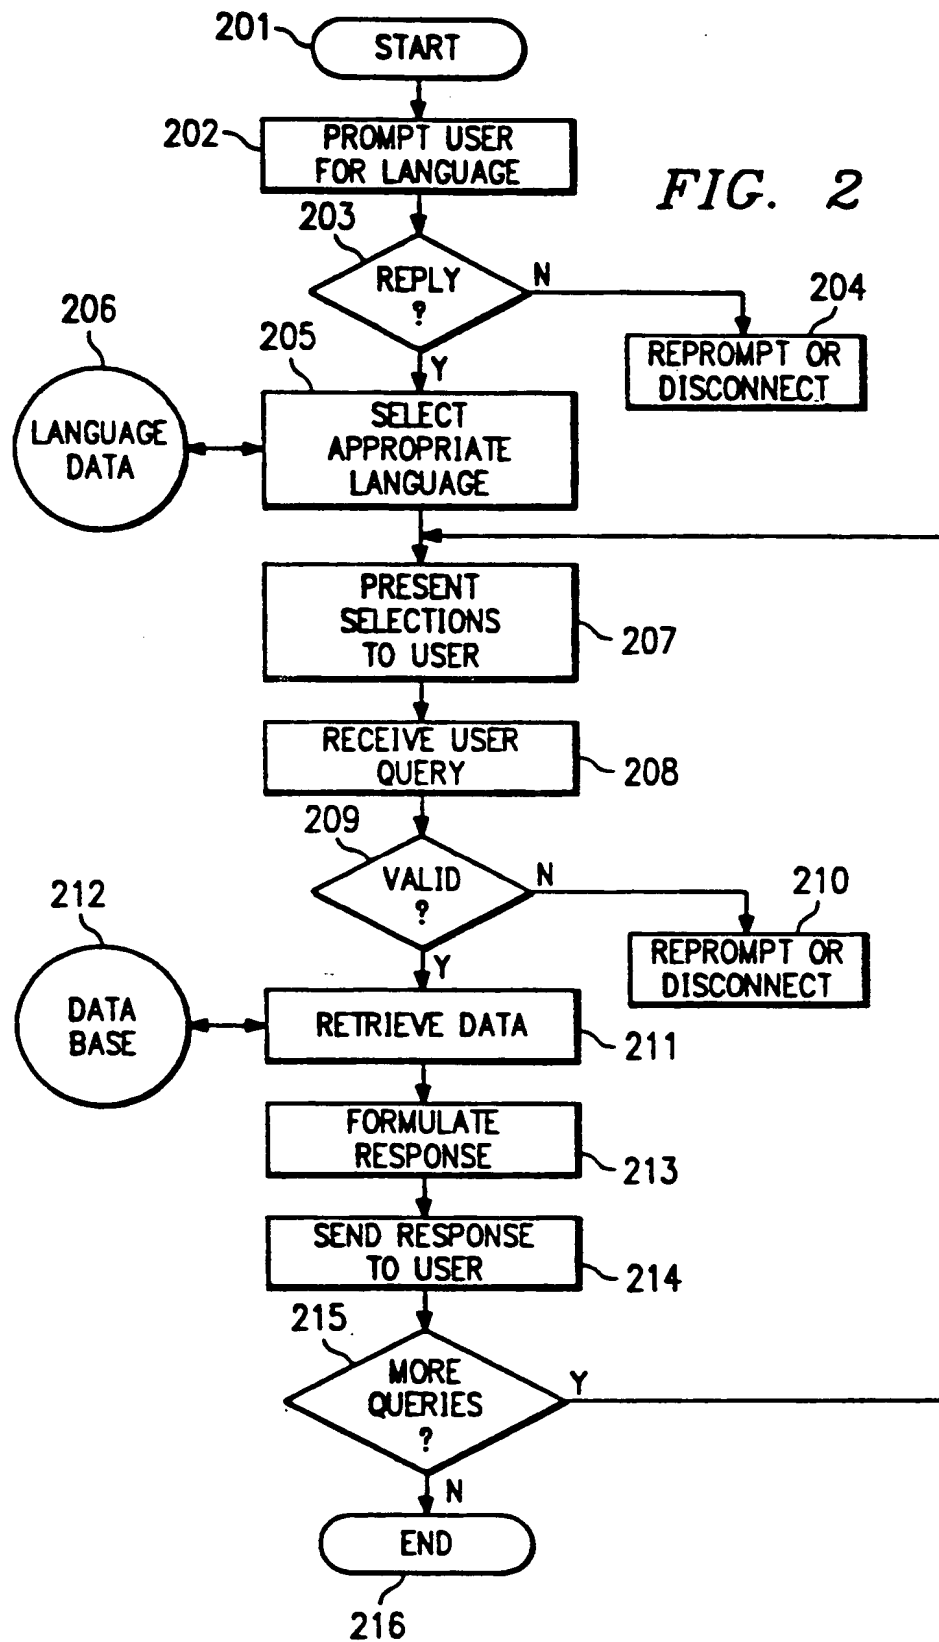 201
START
202
PROMPT USER
FOR LANGUAGE
FIG. 2
203
REPLY
?
N
204
REPROMPT OR
DISCONNECT
Y
206
LANGUAGE
DATA
205
SELECT
APPROPRIATE
LANGUAGE
PRESENT
SELECTIONS
TO USER
207
RECEIVE USER
QUERY
208
209
VALID
?
N
210
REPROMPT OR
DISCONNECT
Y
212
DATA
BASE
RETRIEVE DATA
211
FORMULATE
RESPONSE
213
SEND RESPONSE
TO USER
214
215
MORE
QUERIES
?
Y
N
END
216